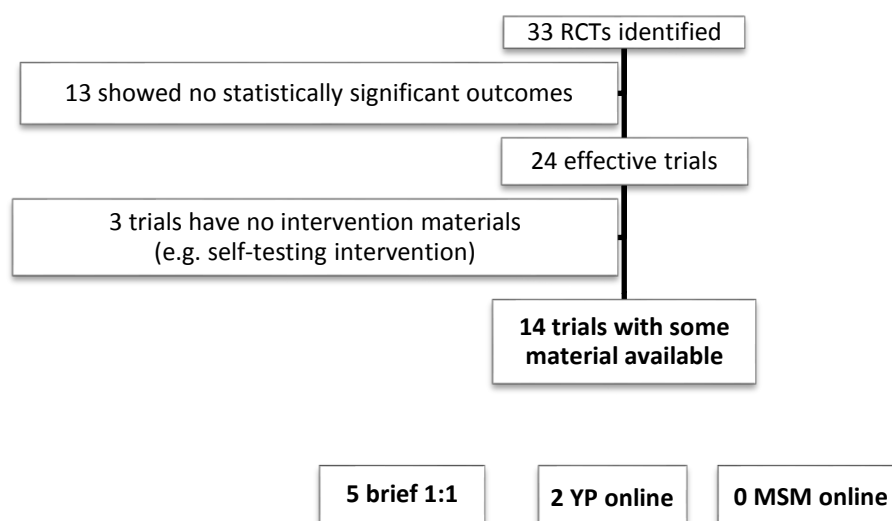 33 RCTs identified
13 showed no statistically significant outcomes
24 effective trials
3 trials have no intervention materials
(e.g. self-testing intervention)
14 trials with some
material available
5 brief 1:1
2 YP online
0 MSM online